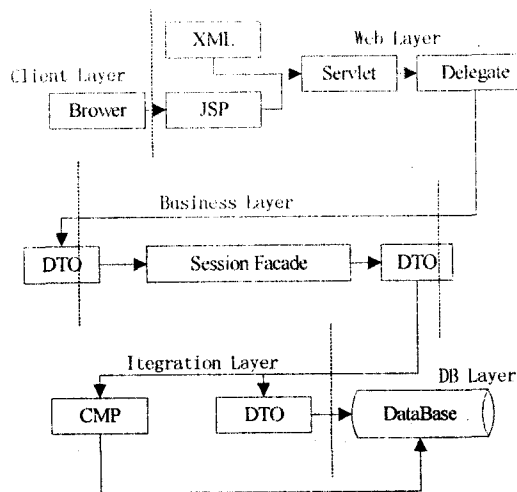 XML
Web Layer
Client Layer
Servlet
Delegate
Brower
JSP
Business Layer
DTO
Session Facade
DTO
Itegration Layer
DB Layer
CMP
DTO
DataBase